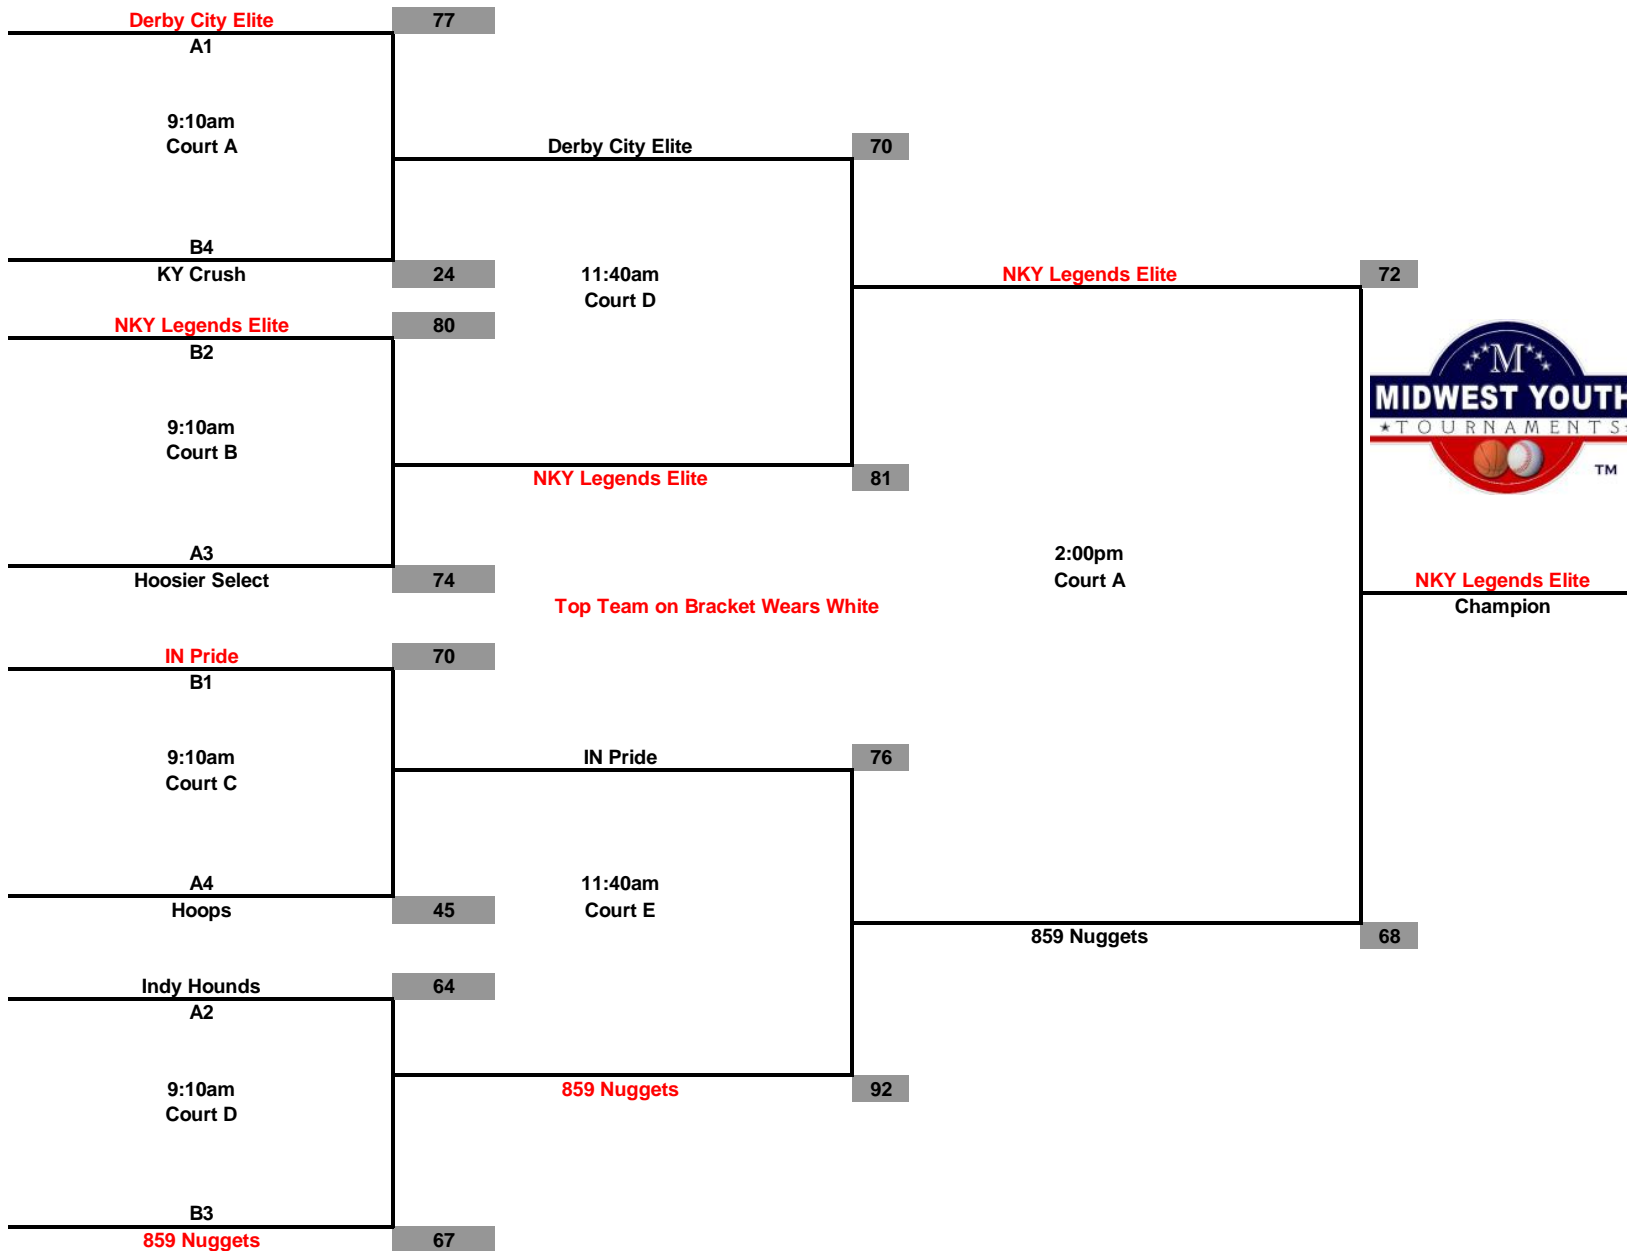 Derby City Elite 77
A1
9:10am
Court A
Derby City Elite 70
B4
KY Crush 24
11:40am
Court D
NKY Legends Elite 72
NKY Legends Elite 80
B2
M
MIDWEST YOUTH
TOURNAMENTS
TM
9:10am
Court B
NKY Legends Elite 81
A3
Hoosier Select 74
2:00pm
Court A
NKY Legends Elite
Champion
Top Team on Bracket Wears White
IN Pride 70
B1
9:10am
Court C
IN Pride 76
A4
Hoops 45
11:40am
Court E
859 Nuggets 68
Indy Hounds 64
A2
9:10am
Court D
859 Nuggets 92
B3
859 Nuggets 67